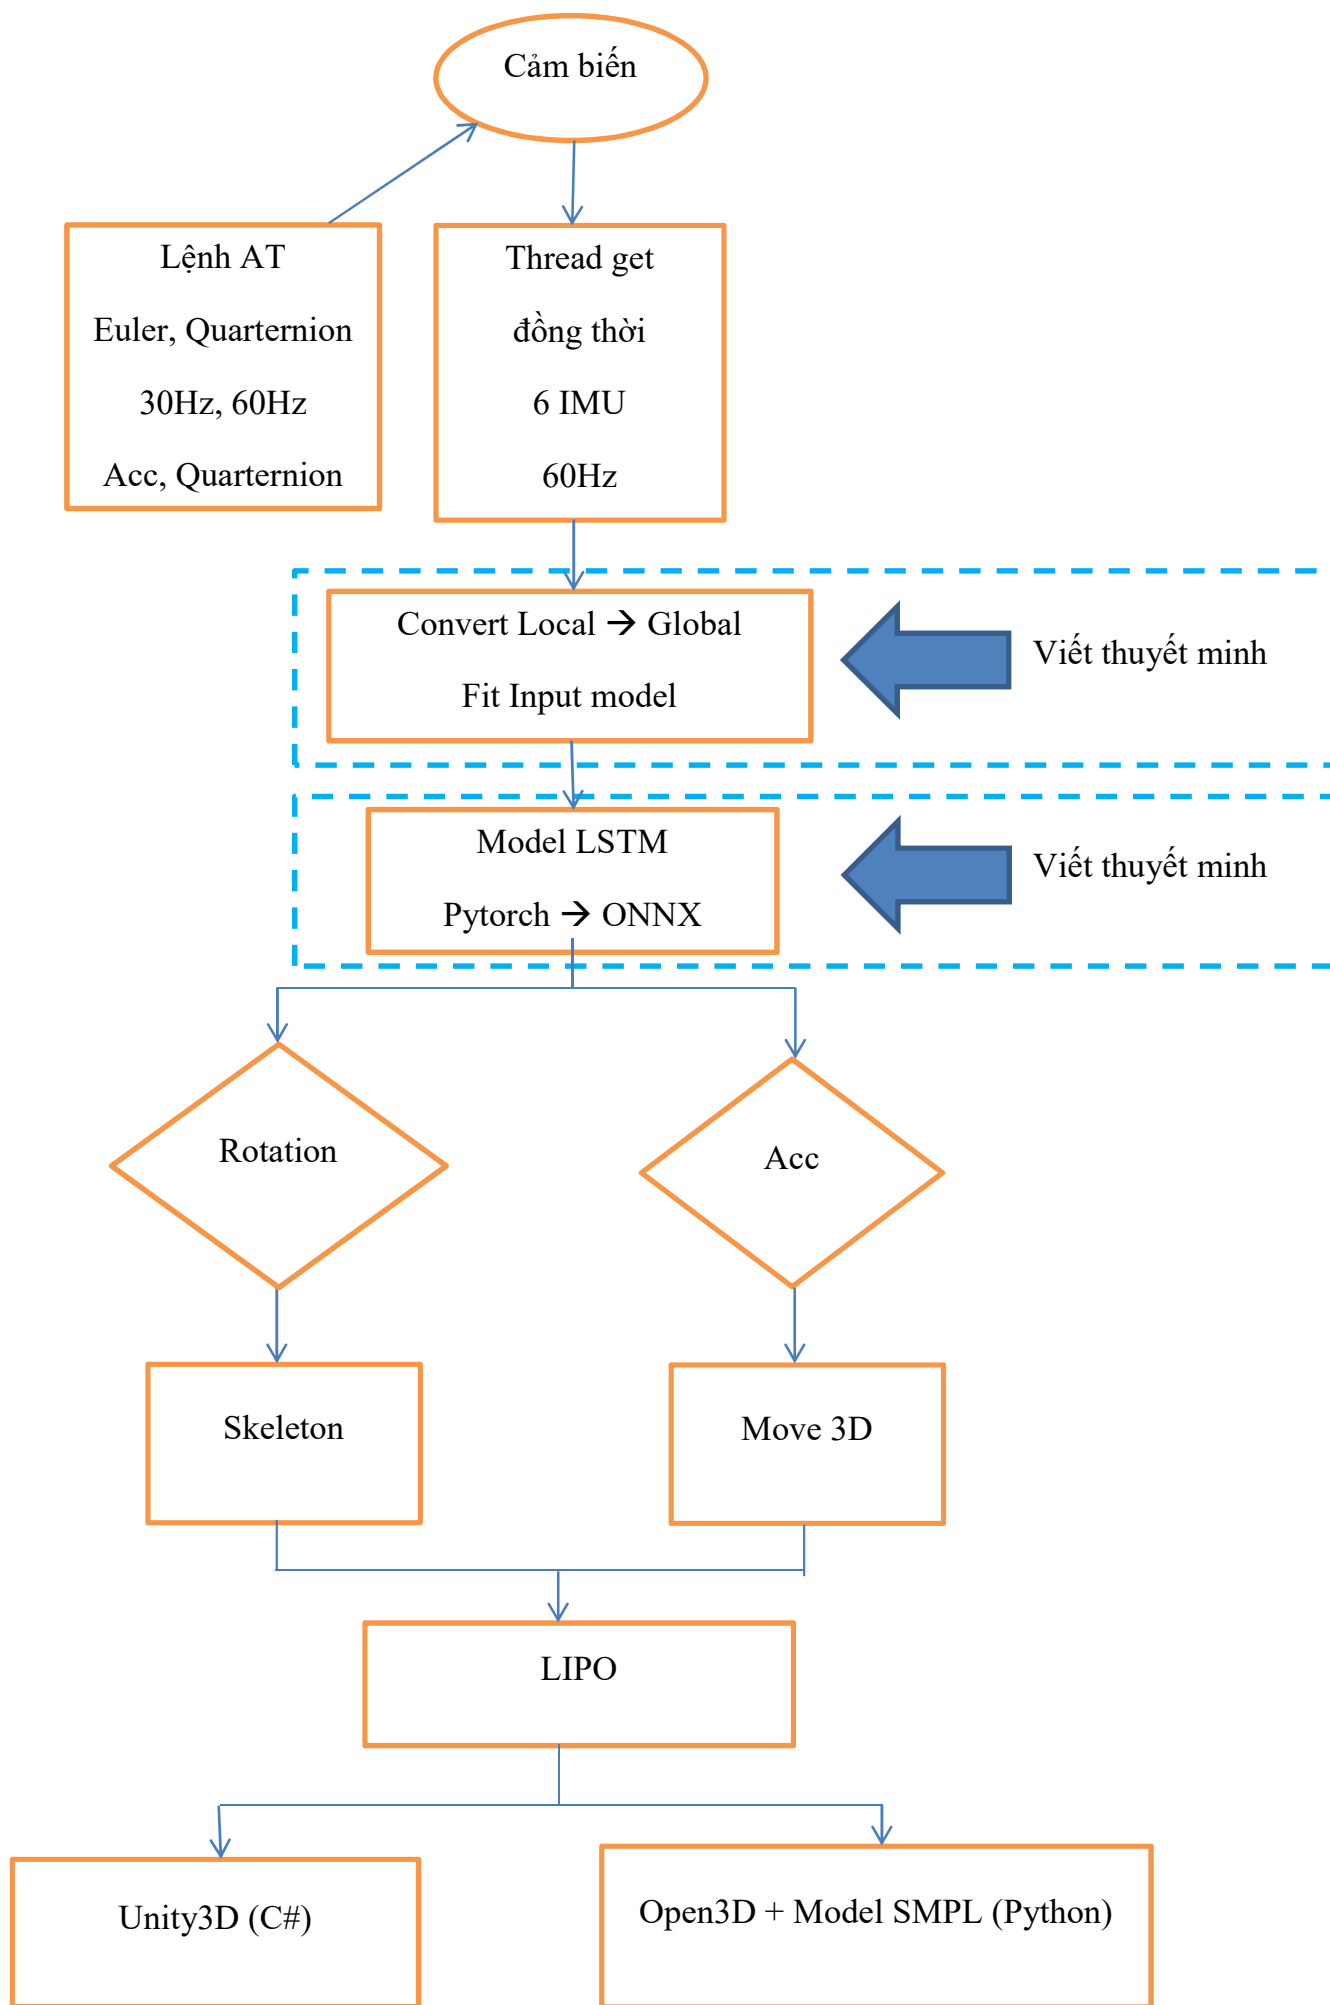 Cảm biến
Lệnh AT
Euler, Quarternion
30Hz, 60Hz
Acc, Quarternion
Thread get
đồng thời
6 IMU
60Hz
Convert Local → Global
Fit Input model
Viết thuyết minh
Model LSTM
Pytorch → ONNX
Viết thuyết minh
Rotation
Acc
Skeleton
Move 3D
LIPO
Unity3D (C#)
Open3D + Model SMPL (Python)